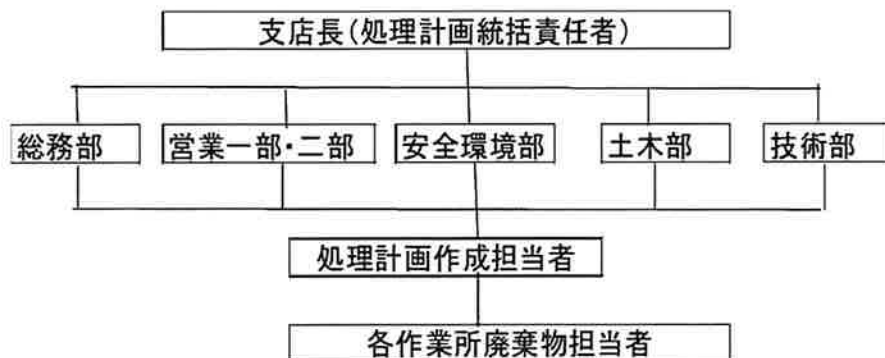 支店長(処理計画統括責任者)
総務部 営業一部・二部 安全環境部 土木部 技術部
処理計画作成担当者
各作業所廃棄物担当者